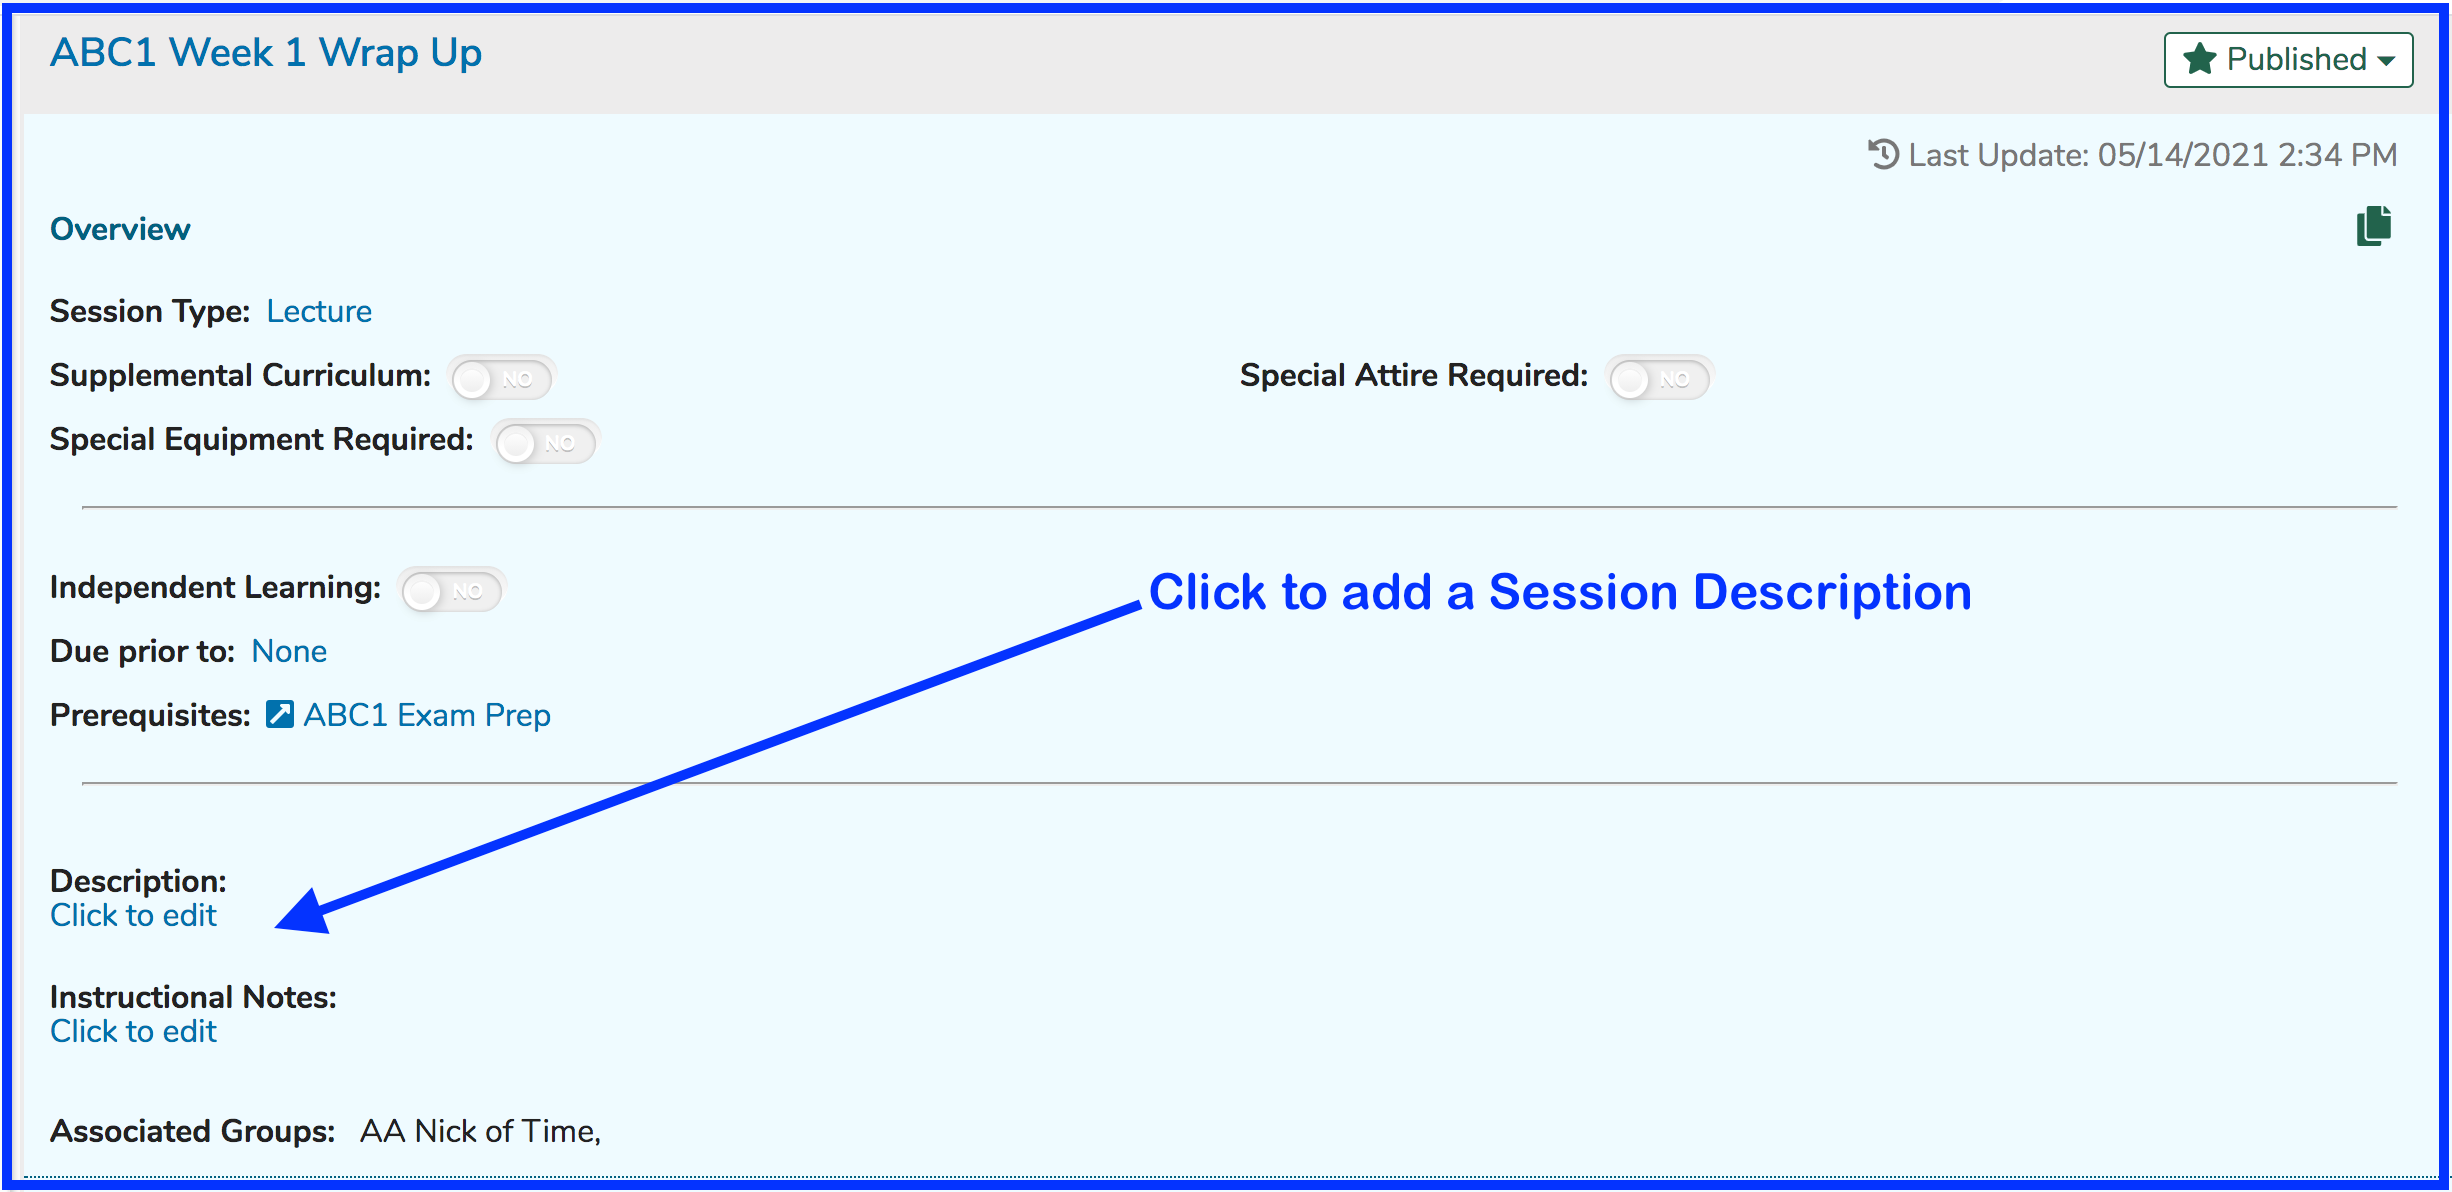 ABC1 Week 1 Wrap Up
Published
Last Update: 05/14/2021 2:34 PM
Overview
Session Type: Lecture
Supplemental Curriculum: NO
Special Attire Required: NO
Special Equipment Required: NO
Independent Learning: NO
Click to add a Session Description
Due prior to: None
Prerequisites: ABC1 Exam Prep
Description:
Click to edit
Instructional Notes:
Click to edit
Associated Groups: AA Nick of Time,